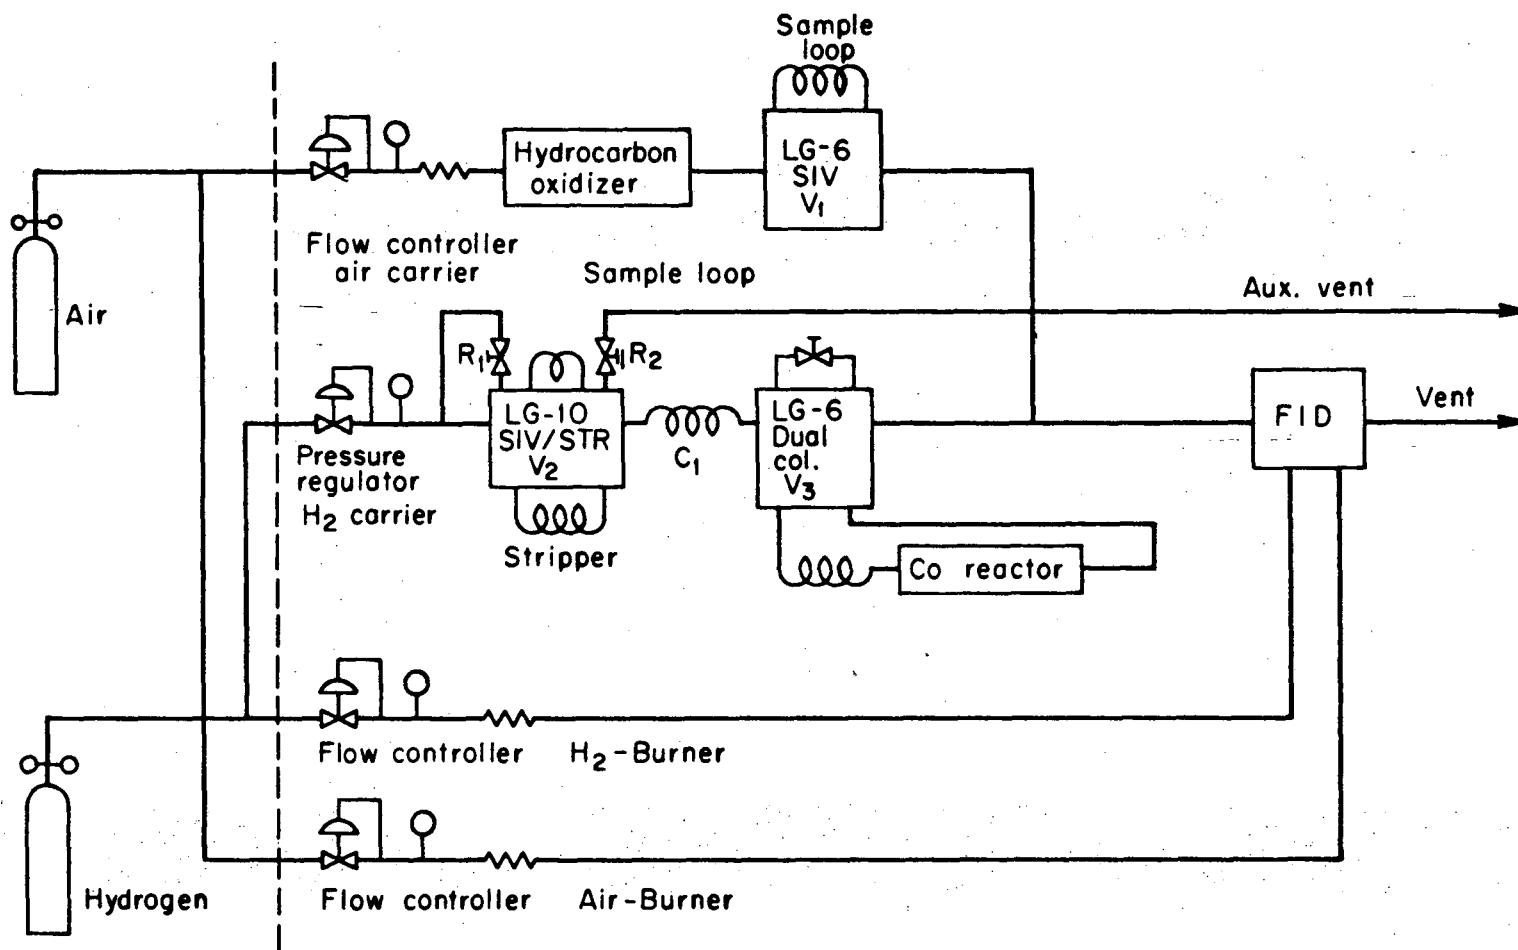 Sample
loop
Hydrocarbon
oxidizer
LG-6
SIV
V1
Flow controller
air carrier
Sample loop
Aux. vent
Air
R1
R2
LG-10
SIV/STR
V2
C1
LG-6
Dual
col.
V3
FID
Vent
Pressure
regulator
H2 carrier
Stripper
Co reactor
Flow controller H2-Burner
Hydrogen
Flow controller Air-Burner